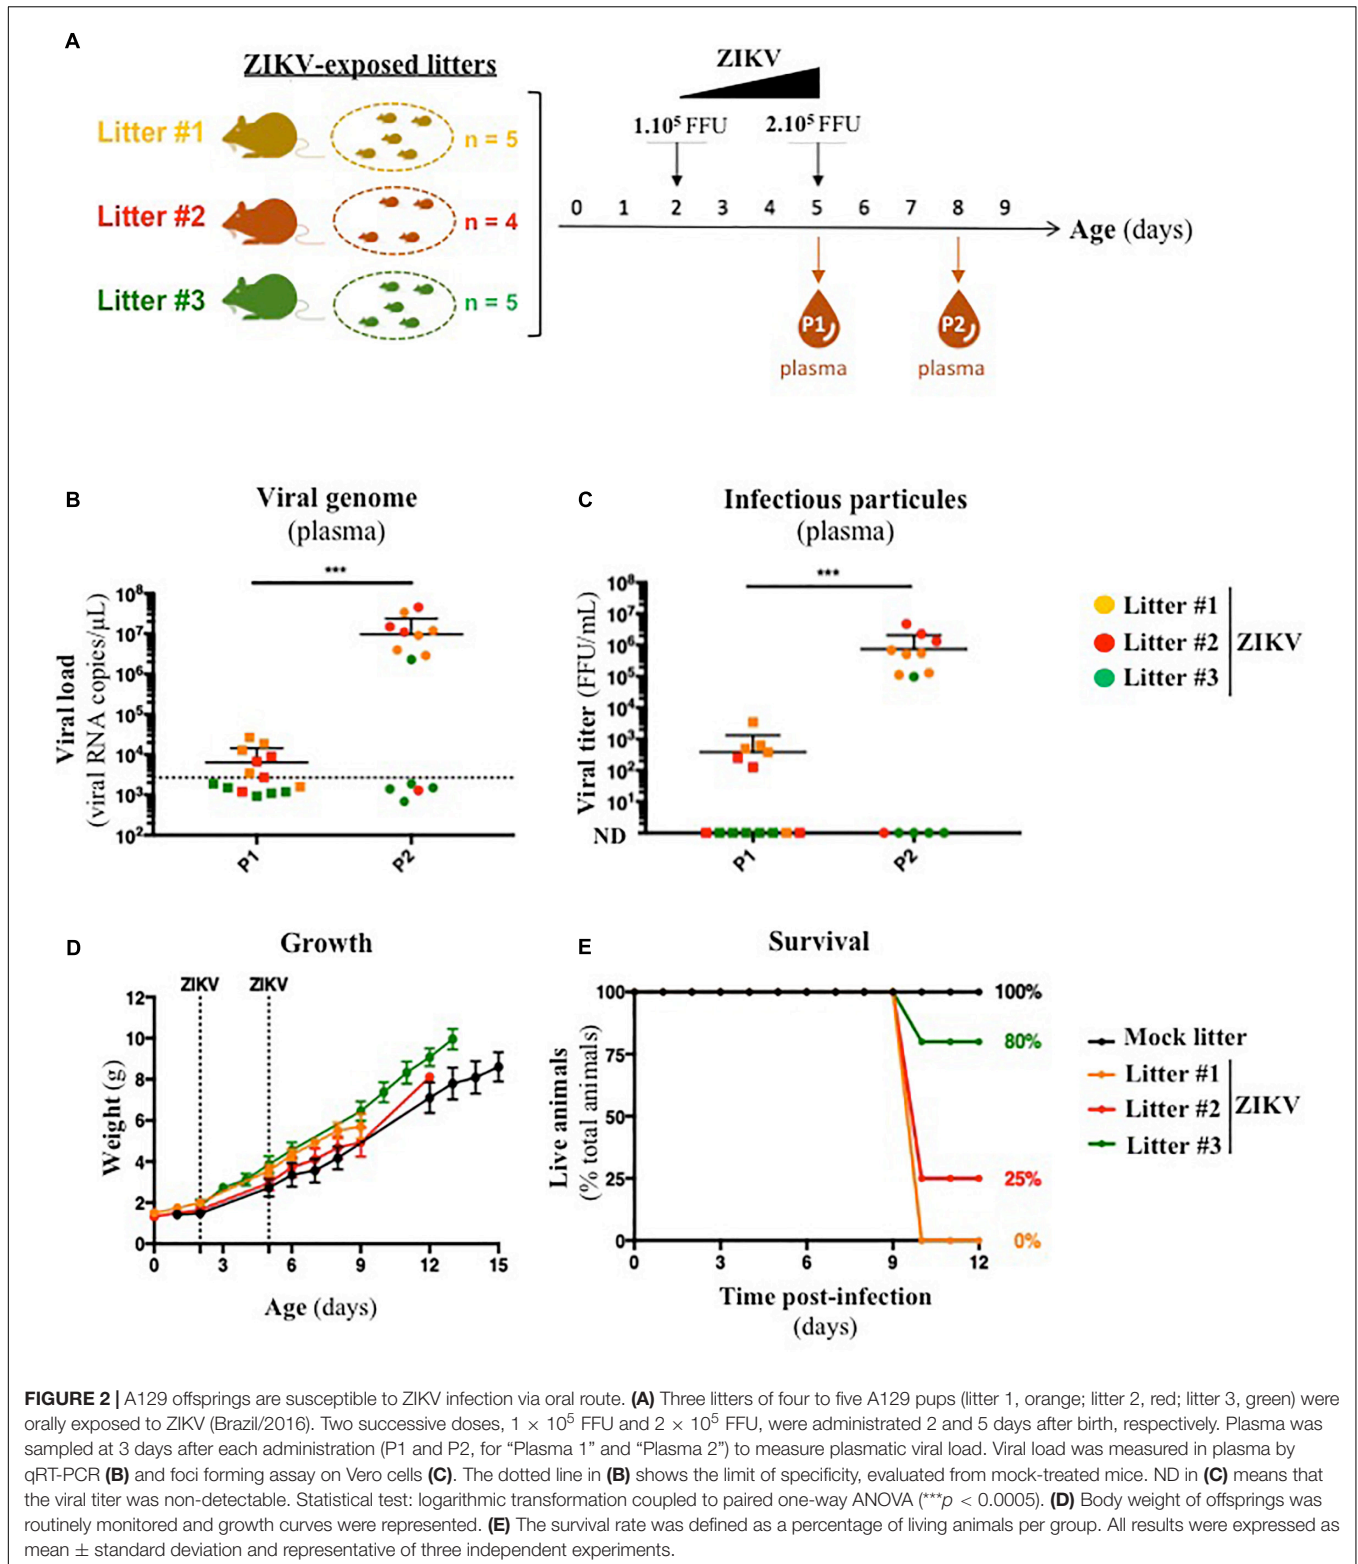 A
ZIKV-exposed litters
Litter #1
n = 5
Litter #2
n = 4
Litter #3
n = 5
ZIKV
1.10⁵ FFU
2.10⁵ FFU
0 1 2 3 4 5 6 7 8 9
Age (days)
P1
P2
plasma
plasma
B
Viral genome
(plasma)
***
Viral load
(viral RNA copies/µL)
10⁸
10⁷
10⁶
10⁵
10⁴
10³
10²
P1
P2
C
Infectious particules
(plasma)
***
Viral titer (FFU/mL)
10⁸
10⁷
10⁶
10⁵
10⁴
10³
10²
10¹
ND
P1
P2
Litter #1
Litter #2
Litter #3
ZIKV
D
Growth
ZIKV
ZIKV
Weight (g)
12
10
8
6
4
2
0
0 3 6 9 12 15
Age (days)
E
Survival
Live animals
(% total animals)
100
75
50
25
0
100%
80%
25%
0%
0 3 6 9 12
Time post-infection
(days)
Mock litter
Litter #1
Litter #2
Litter #3
ZIKV
FIGURE 2 | A129 offsprings are susceptible to ZIKV infection via oral route. (A) Three litters of four to five A129 pups (litter 1, orange; litter 2, red; litter 3, green) were
orally exposed to ZIKV (Brazil/2016). Two successive doses, 1 × 10⁵ FFU and 2 × 10⁵ FFU, were administrated 2 and 5 days after birth, respectively. Plasma was
sampled at 3 days after each administration (P1 and P2, for “Plasma 1” and “Plasma 2”) to measure plasmatic viral load. Viral load was measured in plasma by
qRT-PCR (B) and foci forming assay on Vero cells (C). The dotted line in (B) shows the limit of specificity, evaluated from mock-treated mice. ND in (C) means that
the viral titer was non-detectable. Statistical test: logarithmic transformation coupled to paired one-way ANOVA (***p < 0.0005). (D) Body weight of offsprings was
routinely monitored and growth curves were represented. (E) The survival rate was defined as a percentage of living animals per group. All results were expressed as
mean ± standard deviation and representative of three independent experiments.